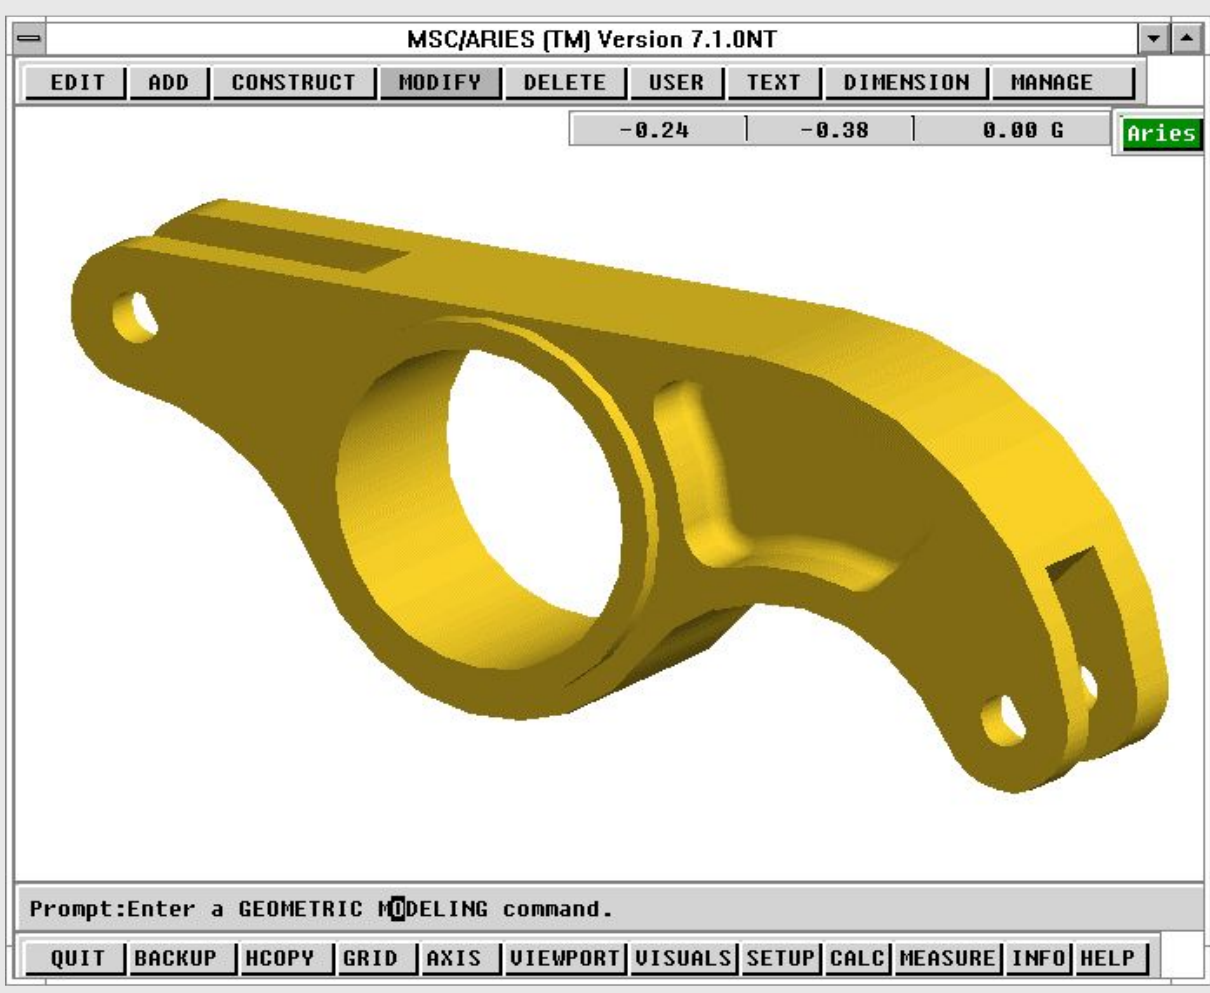 MSC/ARIES (TM) Version 7.1.0NT
EDIT ADD CONSTRUCT MODIFY DELETE USER TEXT DIMENSION MANAGE
-0.24 -0.38 0.00 G Aries
Prompt:Enter a GEOMETRIC MODELING command.
QUIT BACKUP HCOPY GRID AXIS VIEWPORT VISUALS SETUP CALC MEASURE INFO HELP